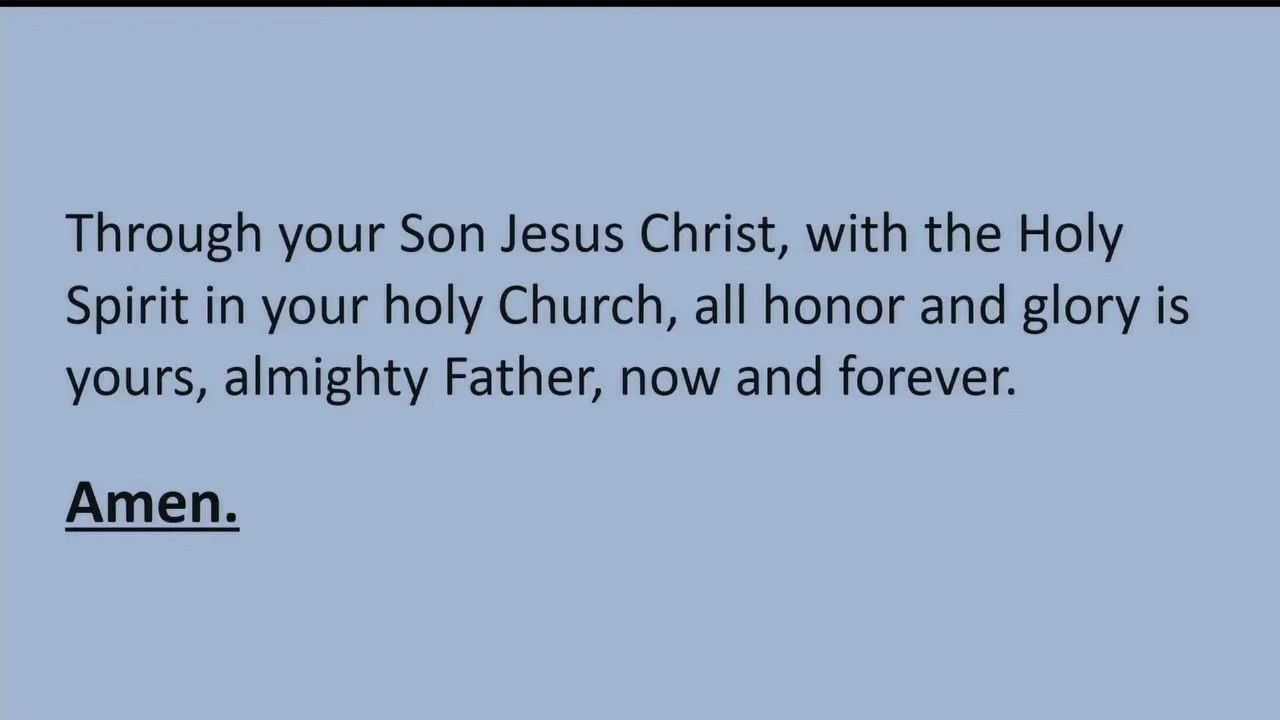 Through your Son Jesus Christ, with the Holy
Spirit in your holy Church, all honor and glory is
yours, almighty Father, now and forever.
Amen.